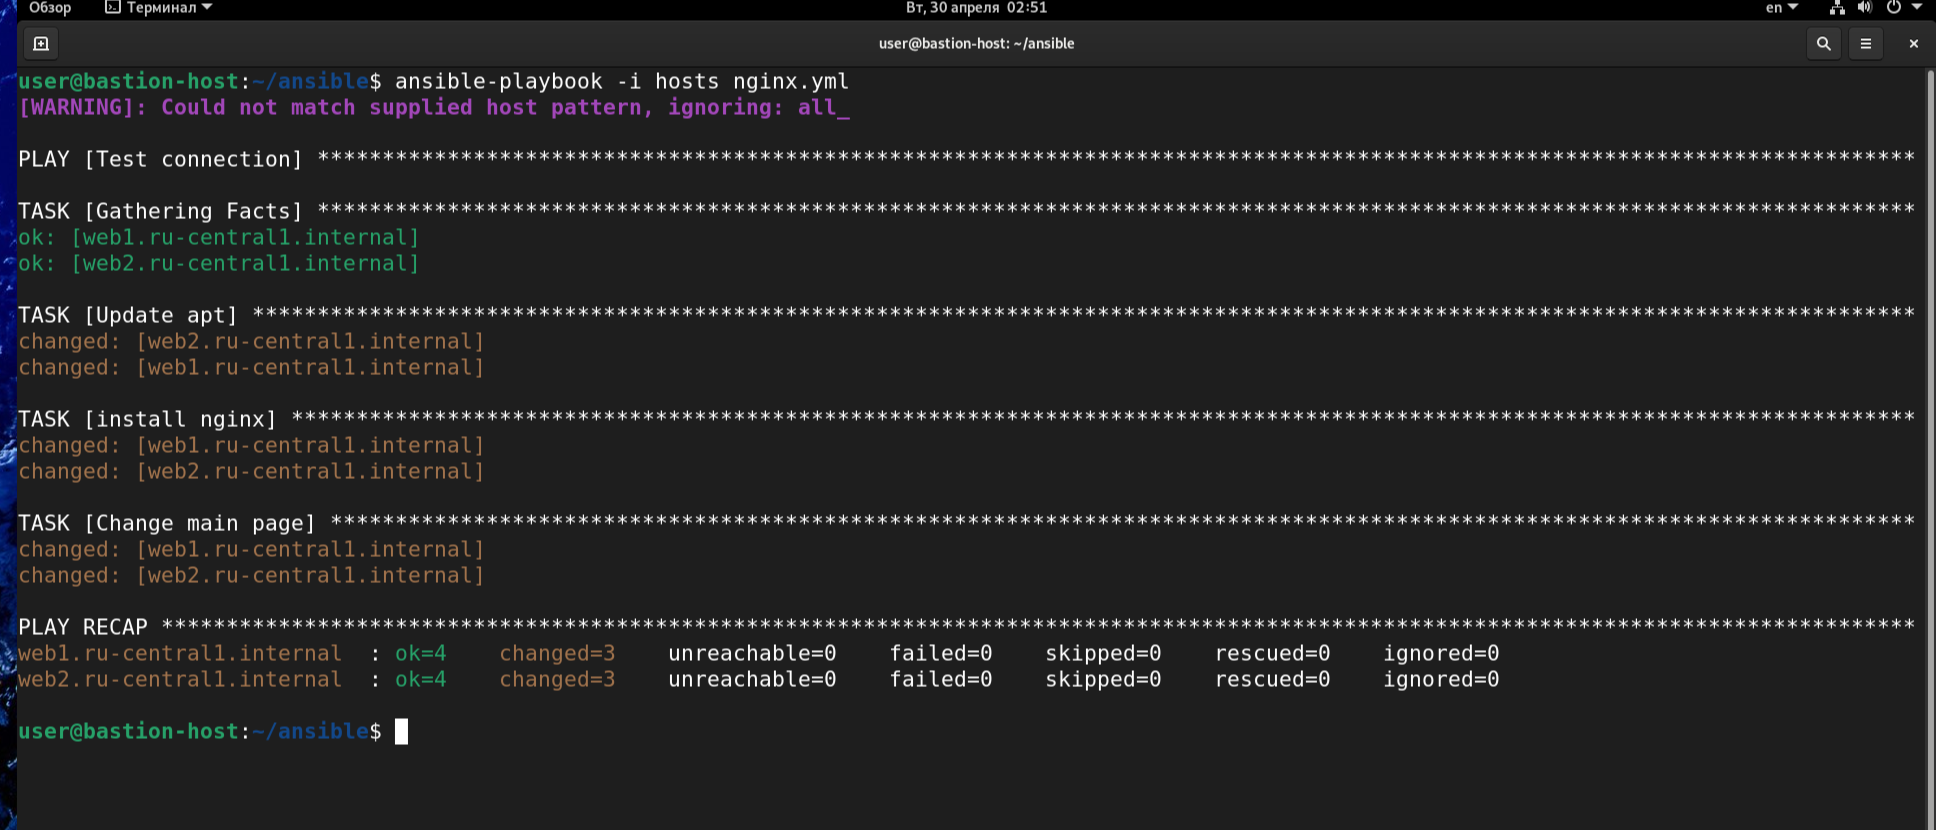 Обзор Терминал Вт, 30 апреля 02:51 en
user@bastion-host: ~/ansible
user@bastion-host:~/ansible$ ansible-playbook -i hosts nginx.yml
[WARNING]: Could not match supplied host pattern, ignoring: all_
PLAY [Test connection] ***************************************************************************************************************************
TASK [Gathering Facts] ***************************************************************************************************************************
ok: [web1.ru-central1.internal]
ok: [web2.ru-central1.internal]
TASK [Update apt] ********************************************************************************************************************************
changed: [web2.ru-central1.internal]
changed: [web1.ru-central1.internal]
TASK [install nginx] *****************************************************************************************************************************
changed: [web1.ru-central1.internal]
changed: [web2.ru-central1.internal]
TASK [Change main page] **************************************************************************************************************************
changed: [web1.ru-central1.internal]
changed: [web2.ru-central1.internal]
PLAY RECAP ***************************************************************************************************************************************
web1.ru-central1.internal : ok=4 changed=3 unreachable=0 failed=0 skipped=0 rescued=0 ignored=0
web2.ru-central1.internal : ok=4 changed=3 unreachable=0 failed=0 skipped=0 rescued=0 ignored=0
user@bastion-host:~/ansible$